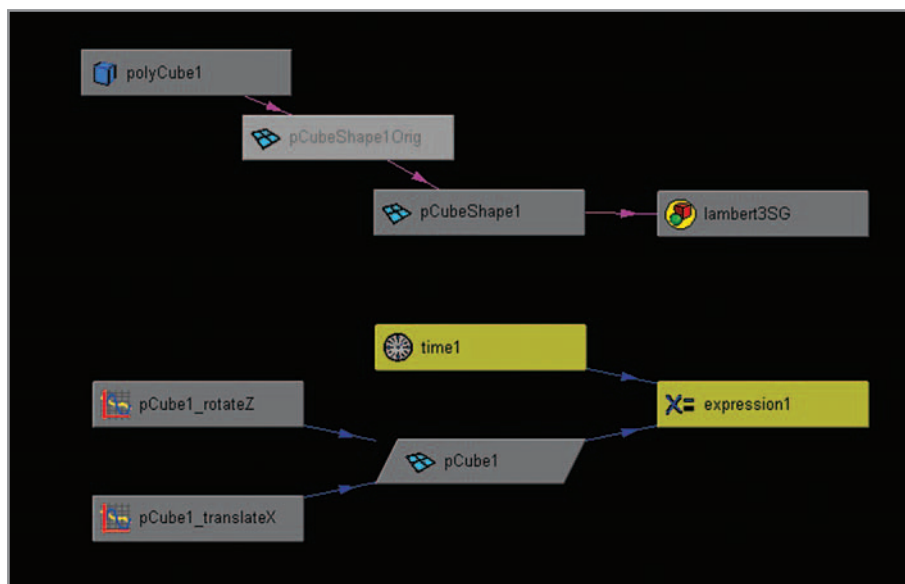 polyCube1
pCubeShape1Orig
pCubeShape1
lambert3SG
time1
pCube1_rotateZ
expression1
pCube1
pCube1_translateX